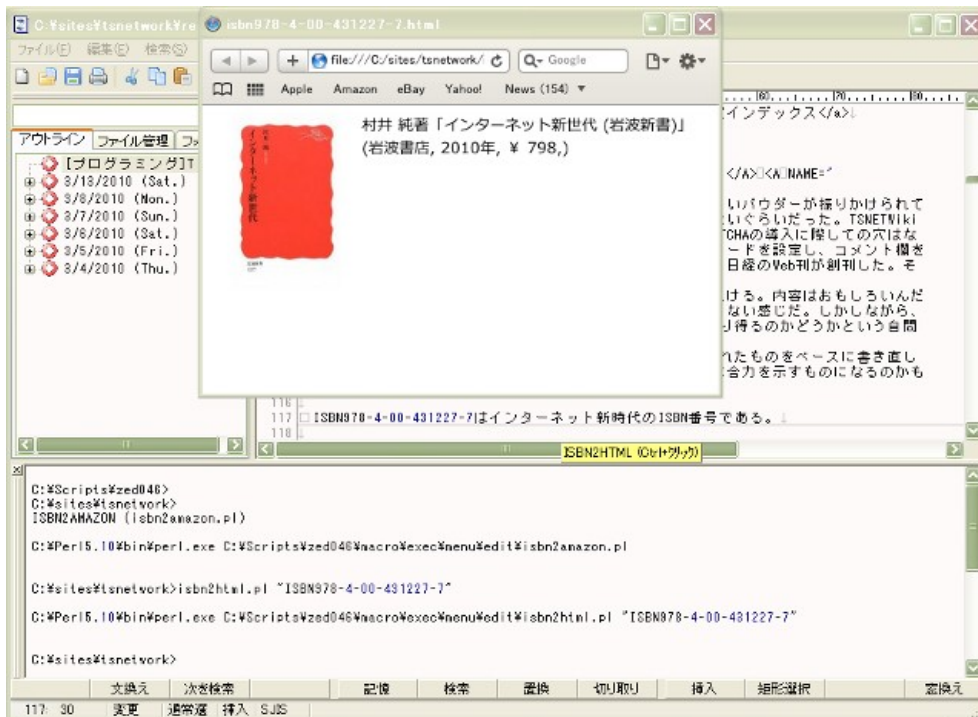 C:¥sites¥tsnetwork¥re
isbn978-4-00-431227-7.html
ファイル(F) 編集(E) 検索(S)
file:///C:/sites/tsnetwork/
Google
Apple Amazon eBay Yahoo! News (154)
村井 純著「インターネット新世代 (岩波新書)」
(岩波書店, 2010年, ¥ 798,)
インターネット新世代
アウトライン ファイル管理
[プログラミング]T
3/13/2010 (Sat.)
3/8/2010 (Mon.)
3/7/2010 (Sun.)
3/6/2010 (Sat.)
3/5/2010 (Fri.)
3/4/2010 (Thu.)
インデックス</a>
</A> <A NAME="
いパウダーが振りかけられて
いぐらいだった。TSNETWiki
TCHAの導入に際しての穴はな
ードを設定し、コメント欄を
日経のWeb刊が創刊した。そ
ける。内容はおもしろいんだ
ない感じだ。しかしながら、
り得るのかどうかという自問
れたものをベースに書き直し
合力を示すものになるのかも
116
117 ISBN978-4-00-431227-7はインターネット新時代のISBN番号である。
118
ISBN2HTML (Ctrl+クリック)
C:¥Scripts¥zed046>
C:¥sites¥tsnetwork>
ISBN2AMAZON (isbn2amazon.pl)
C:¥Perl5.10¥bin¥perl.exe C:¥Scripts¥zed046¥macro¥exec¥menu¥edit¥isbn2amazon.pl
C:¥sites¥tsnetwork>isbn2html.pl "ISBN978-4-00-431227-7"
C:¥Perl5.10¥bin¥perl.exe C:¥Scripts¥zed046¥macro¥exec¥menu¥edit¥isbn2html.pl "ISBN978-4-00-431227-7"
C:¥sites¥tsnetwork>
文換え 次を検索 記憶 検索 置換 切り取り 挿入 矩形選択 窓換え
117: 30 変更 通常選 挿入 SJIS